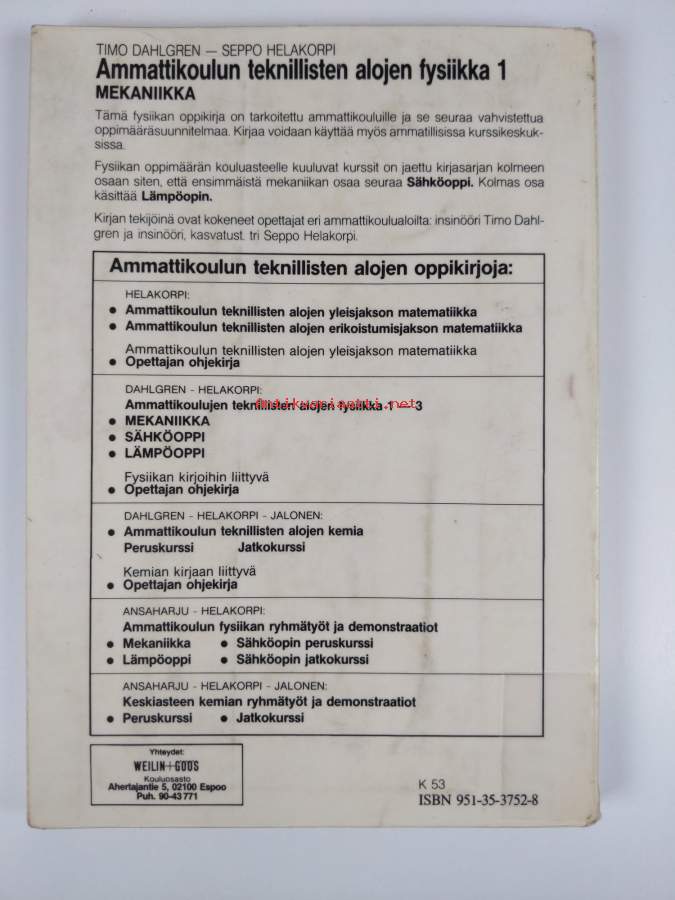 TIMO DAHLGREN — SEPPO HELAKORPI
Ammattikoulun teknillisten alojen fysiikka 1
MEKANIIKKA
Tämä fysiikan oppikirja on tarkoitettu ammattikouluille ja se seuraa vahvistettua
oppimääräsuunnitelmaa. Kirjaa voidaan käyttää myös ammatillisissa kurssikeskuk-
sissa.
Fysiikan oppimäärän kouluasteelle kuuluvat kurssit on jaettu kirjasarjan kolmeen
osaan siten, että ensimmäistä mekaniikan osaa seuraa Sähköoppi. Kolmas osa
käsittää Lämpöopin.
Kirjan tekijöinä ovat kokeneet opettajat eri ammattikoulualoilta: insinööri Timo Dahl-
gren ja insinööri, kasvatust. tri Seppo Helakorpi.
Ammattikoulun teknillisten alojen oppikirjoja:
HELAKORPI:
● Ammattikoulun teknillisten alojen yleisjakson matematiikka
● Ammattikoulun teknillisten alojen erikoistumisjakson matematiikka
Ammattikoulun teknillisten alojen yleisjakson matematiikka
● Opettajan ohjekirja
DAHLGREN - HELAKORPI:
Ammattikoulujen teknillisten alojen fysiikka 1 — 3
antikvariaatti.net
● MEKANIIKKA
● SÄHKÖOPPI
● LÄMPÖOPPI
Fysiikan kirjoihin liittyvä
● Opettajan ohjekirja
DAHLGREN - HELAKORPI - JALONEN:
● Ammattikoulun teknillisten alojen kemia
Peruskurssi Jatkokurssi
Kemian kirjaan liittyvä
● Opettajan ohjekirja
ANSAHARJU - HELAKORPI:
Ammattikoulun fysiikan ryhmätyöt ja demonstraatiot
● Mekaniikka ● Sähköopin peruskurssi
● Lämpöoppi ● Sähköopin jatkokurssi
ANSAHARJU - HELAKORPI - JALONEN:
Keskiasteen kemian ryhmätyöt ja demonstraatiot
● Peruskurssi ● Jatkokurssi
Yhteydet:
WEILIN+GÖÖS
Kouluosasto
Ahertajantie 5, 02100 Espoo
Puh. 90-43 771
K 53
ISBN 951-35-3752-8